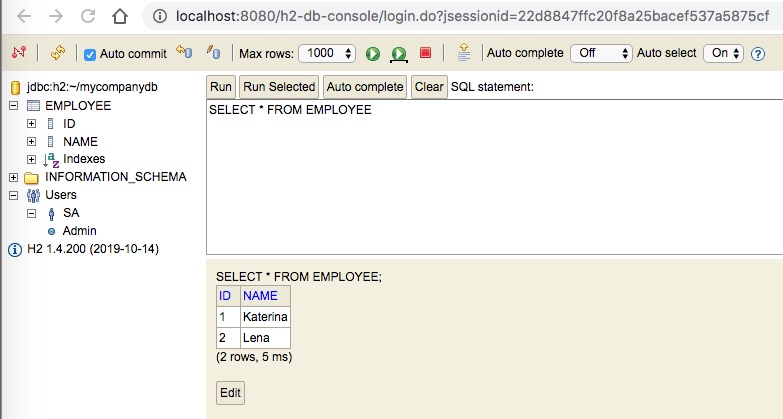 localhost:8080/h2-db-console/login.do?jsessionid=22d8847ffc20f8a25bacef537a5875cf
Auto commit Max rows: 1000 Auto complete Off Auto select On ?
jdbc:h2:~/mycompanydb
EMPLOYEE
ID
NAME
Indexes
INFORMATION_SCHEMA
Users
SA
Admin
H2 1.4.200 (2019-10-14)
Run Run Selected Auto complete Clear SQL statement:
SELECT * FROM EMPLOYEE
SELECT * FROM EMPLOYEE;
ID NAME
1 Katerina
2 Lena
(2 rows, 5 ms)
Edit